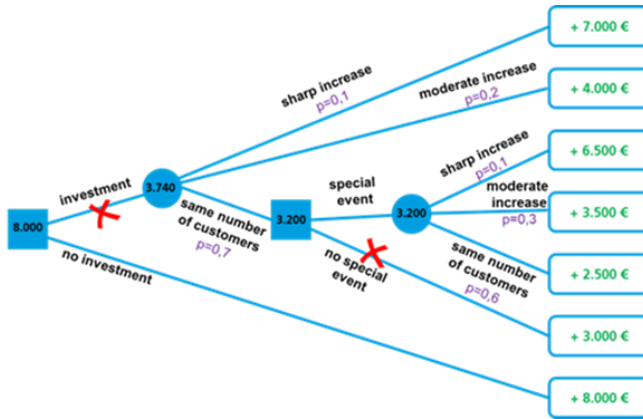 + 7.000 €
sharp increase
p=0,1
moderate increase
p=0,2
+ 4.000 €
sharp increase
p=0,1
+ 6.500 €
investment
3.740
special
event
moderate
increase
p=0,3
+ 3.500 €
8.000
same number
of customers
p=0,7
3.200
3.200
no investment
no special
event
same number
of customers
p=0,6
+ 2.500 €
+ 3.000 €
+ 8.000 €